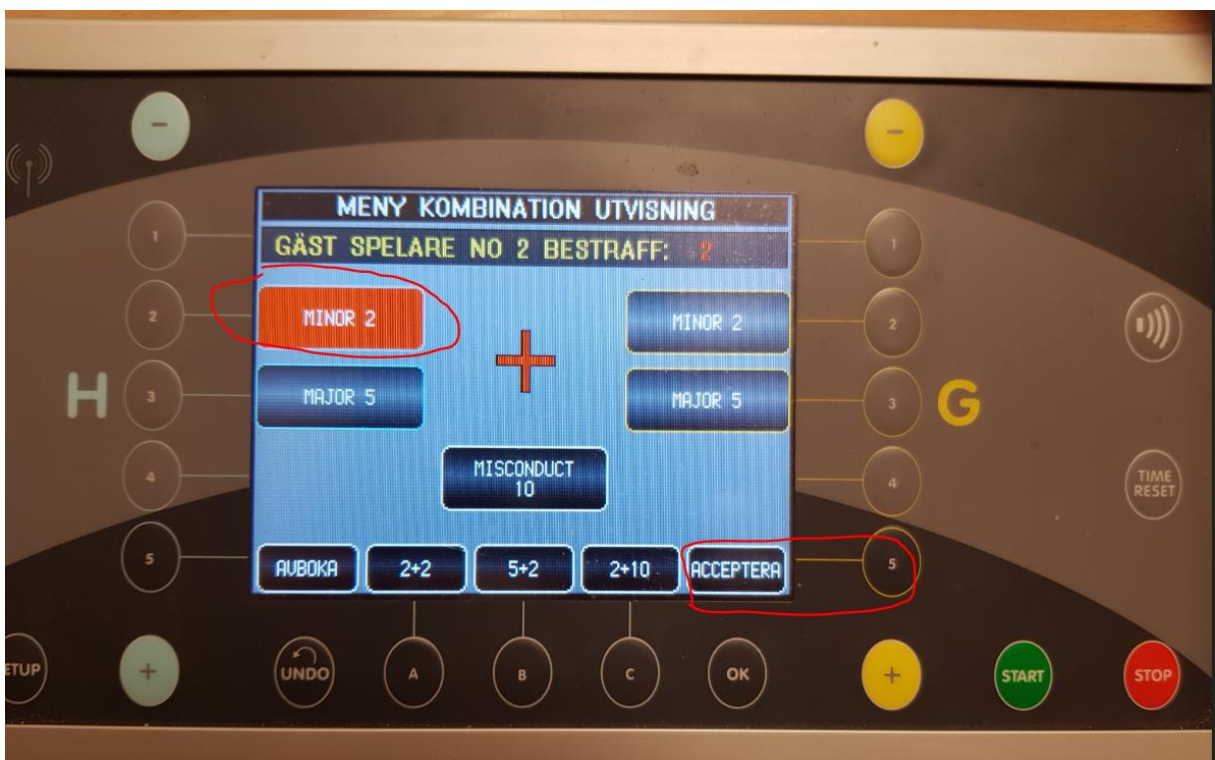 -
-
MENY KOMBINATION UTVISNING
GÄST SPELARE NO 2 BESTRAFF: 2
1
1
MINOR 2
MINOR 2
2
2
H
3
MAJOR 5
MAJOR 5
3
G
MISCONDUCT
10
4
4
TIME
RESET
5
AVBOKA
2+2
5+2
2+10
ACCEPTERA
5
ETUP
+
UNDO
A
B
C
OK
+
START
STOP